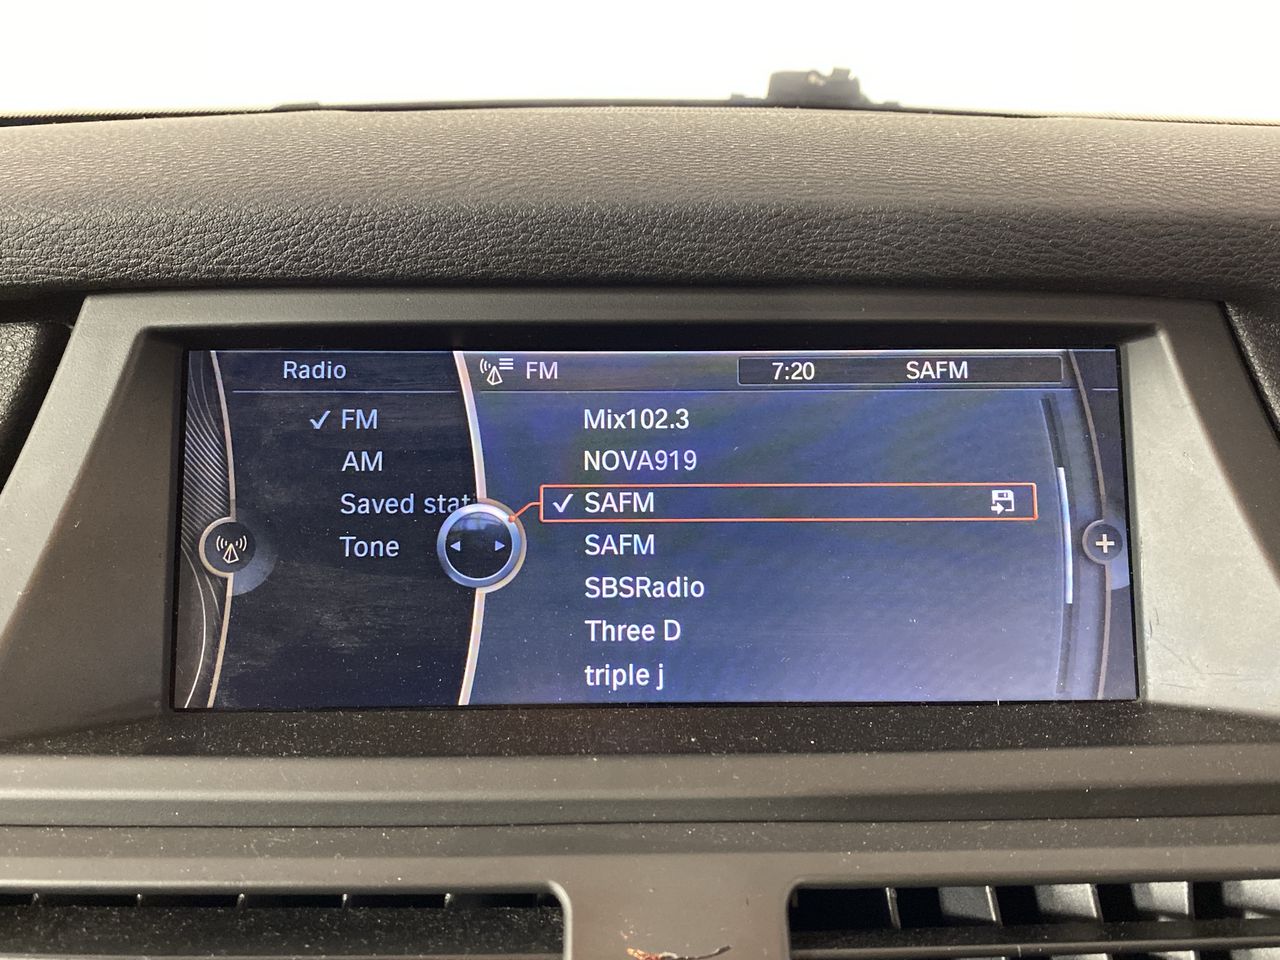 Radio
FM
7:20 SAFM
FM
AM
Saved stat
Tone
Mix102.3
NOVA919
SAFM
SAFM
SBSRadio
Three D
triple j